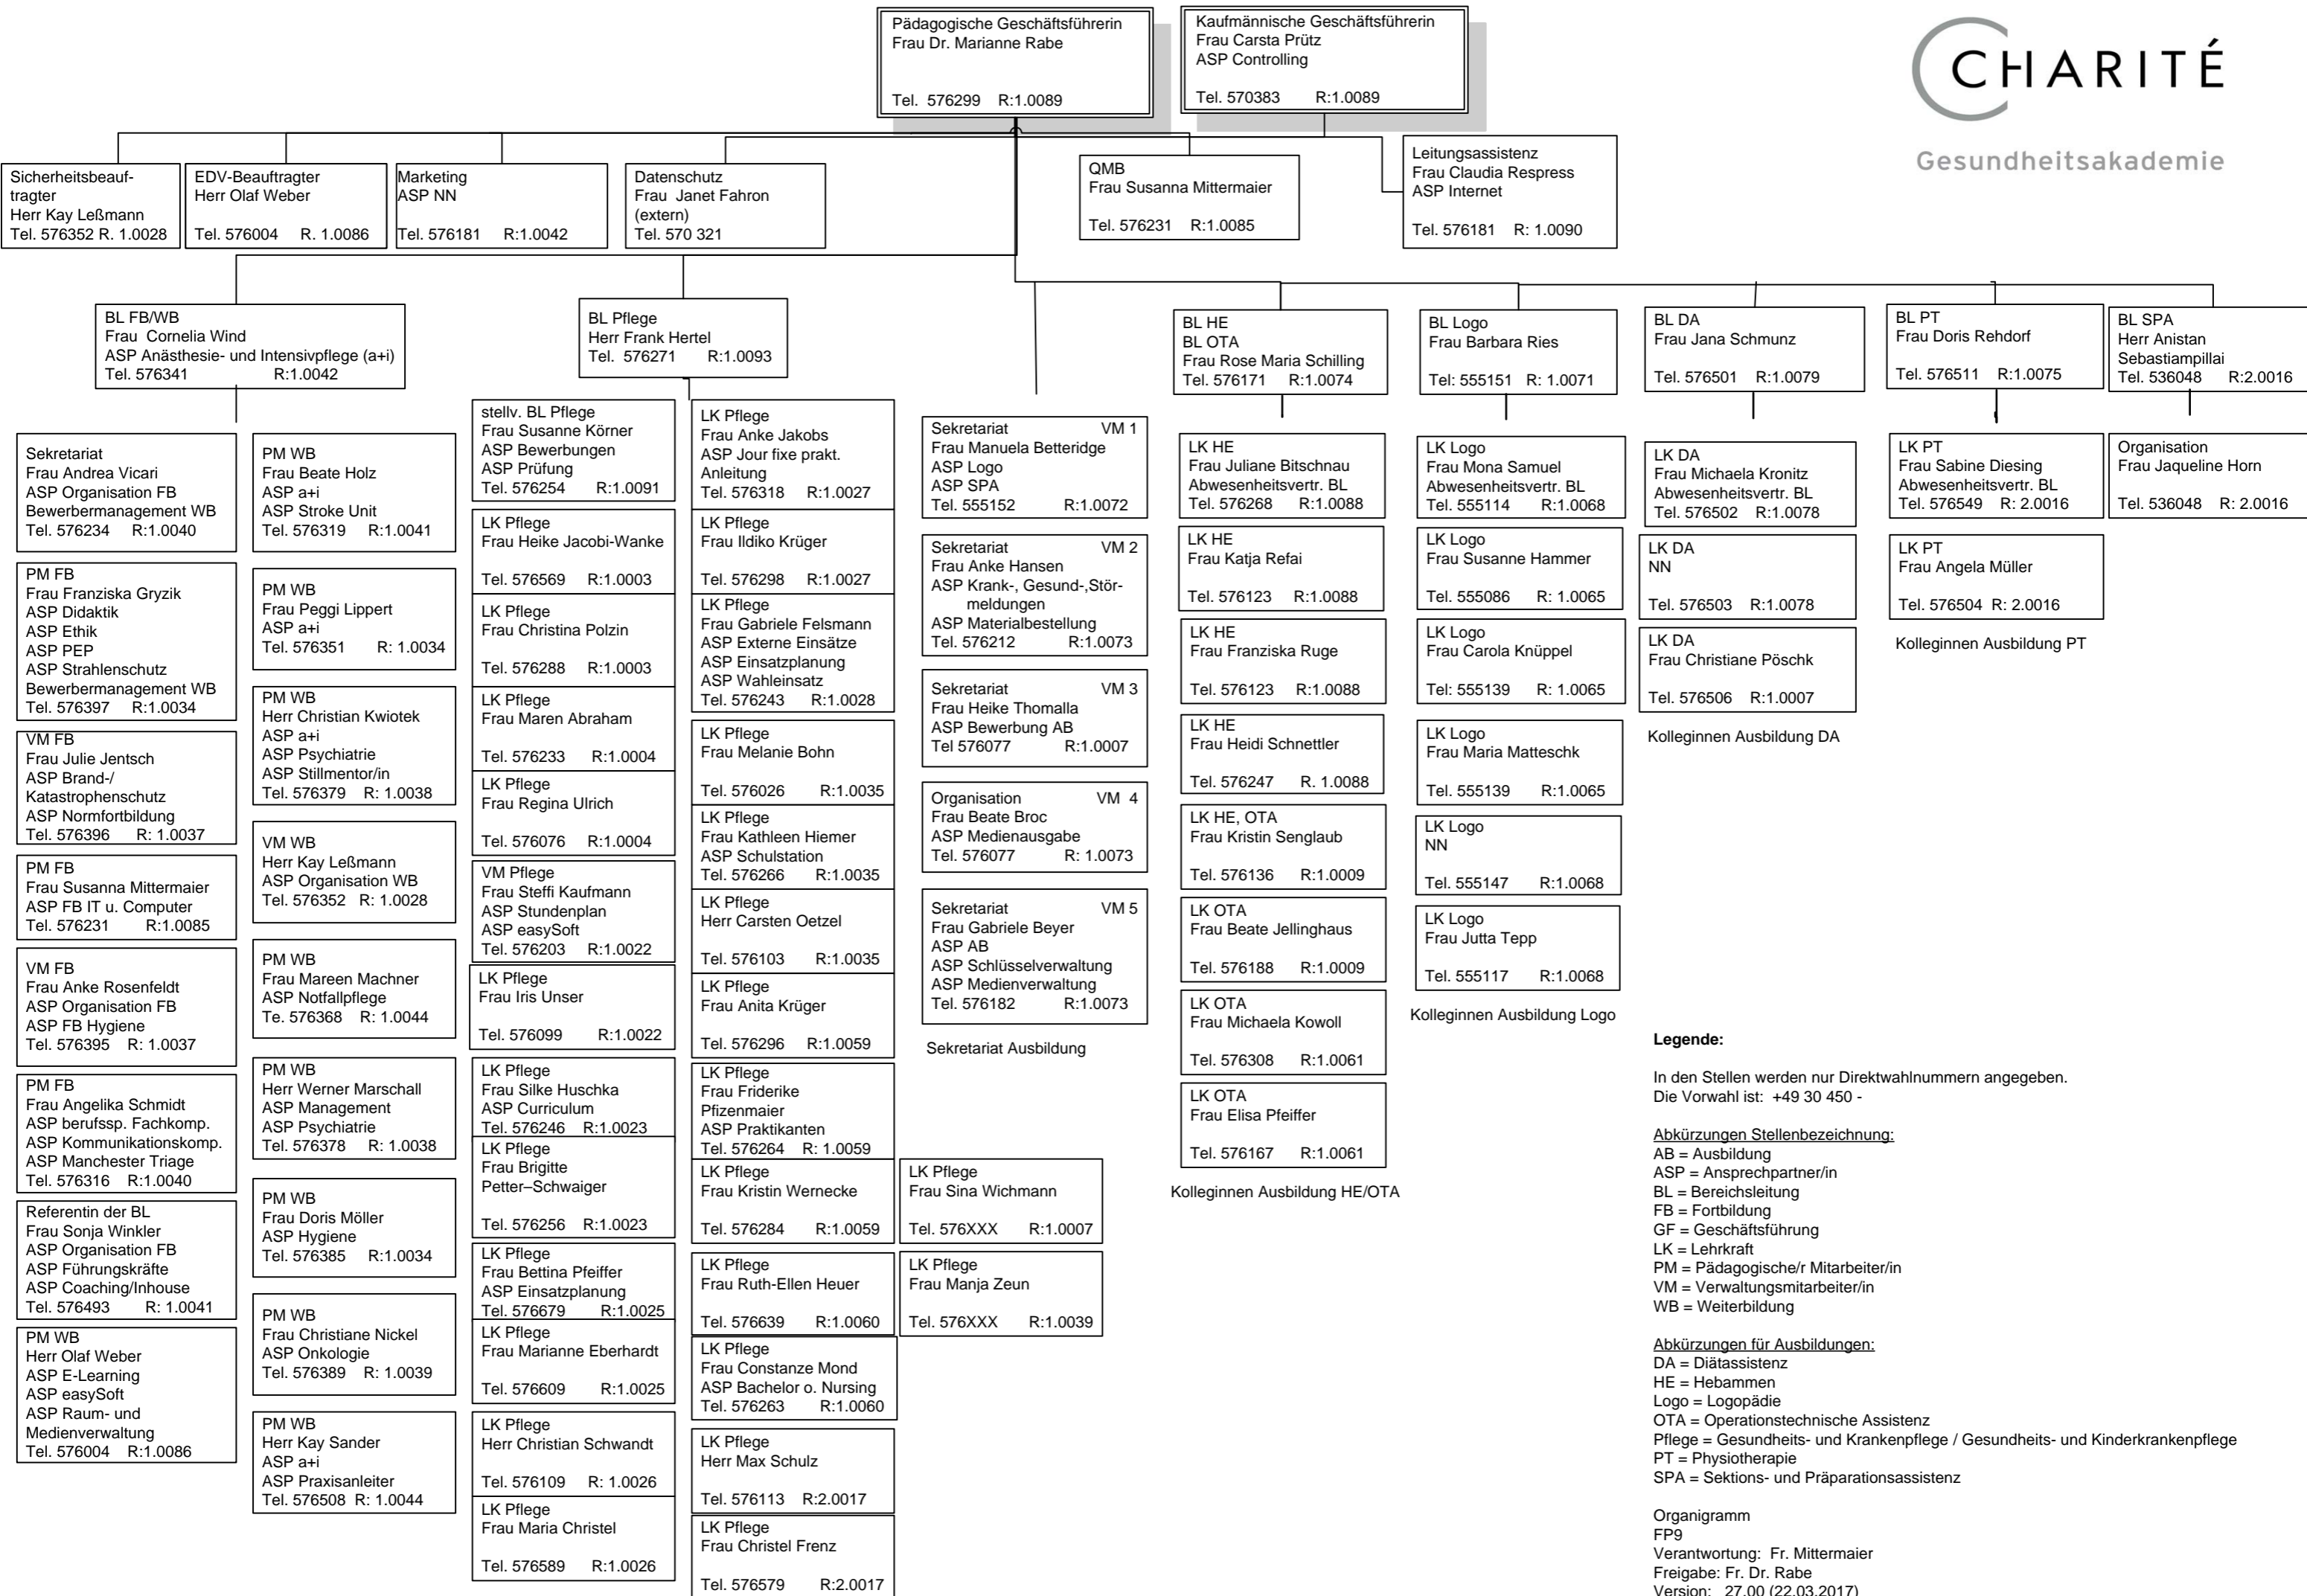 Pädagogische Geschäftsführerin
Frau Dr. Marianne Rabe
Tel. 576299 R:1.0089
Kaufmännische Geschäftsführerin
Frau Carsta Prütz
ASP Controlling
Tel. 570383 R:1.0089
CHARITÉ
Gesundheitsakademie
Sicherheitsbeauf-
tragter
Herr Kay Leßmann
Tel. 576352 R. 1.0028
EDV-Beauftragter
Herr Olaf Weber
Tel. 576004 R. 1.0086
Marketing
ASP NN
Tel. 576181 R:1.0042
Datenschutz
Frau Janet Fahron
(extern)
Tel. 570 321
QMB
Frau Susanna Mittermaier
Tel. 576231 R:1.0085
Leitungsassistenz
Frau Claudia Respress
ASP Internet
Tel. 576181 R: 1.0090
BL FB/WB
Frau Cornelia Wind
ASP Anästhesie- und Intensivpflege (a+i)
Tel. 576341 R:1.0042
BL Pflege
Herr Frank Hertel
Tel. 576271 R:1.0093
BL HE
BL OTA
Frau Rose Maria Schilling
Tel. 576171 R:1.0074
BL Logo
Frau Barbara Ries
Tel: 555151 R: 1.0071
BL DA
Frau Jana Schmunz
Tel. 576501 R:1.0079
BL PT
Frau Doris Rehdorf
Tel. 576511 R:1.0075
BL SPA
Herr Anistan
Sebastiampillai
Tel. 536048 R:2.0016
Sekretariat
Frau Andrea Vicari
ASP Organisation FB
Bewerbermanagement WB
Tel. 576234 R:1.0040
PM FB
Frau Franziska Gryzik
ASP Didaktik
ASP Ethik
ASP PEP
ASP Strahlenschutz
Bewerbermanagement WB
Tel. 576397 R:1.0034
VM FB
Frau Julie Jentsch
ASP Brand-/
Katastrophenschutz
ASP Normfortbildung
Tel. 576396 R: 1.0037
PM FB
Frau Susanna Mittermaier
ASP FB IT u. Computer
Tel. 576231 R:1.0085
VM FB
Frau Anke Rosenfeldt
ASP Organisation FB
ASP FB Hygiene
Tel. 576395 R: 1.0037
PM FB
Frau Angelika Schmidt
ASP berufssp. Fachkomp.
ASP Kommunikationskomp.
ASP Manchester Triage
Tel. 576316 R:1.0040
Referentin der BL
Frau Sonja Winkler
ASP Organisation FB
ASP Führungskräfte
ASP Coaching/Inhouse
Tel. 576493 R: 1.0041
PM WB
Herr Olaf Weber
ASP E-Learning
ASP easySoft
ASP Raum- und
Medienverwaltung
Tel. 576004 R:1.0086
PM WB
Frau Beate Holz
ASP a+i
ASP Stroke Unit
Tel. 576319 R:1.0041
PM WB
Frau Peggi Lippert
ASP a+i
Tel. 576351 R: 1.0034
PM WB
Herr Christian Kwiotek
ASP a+i
ASP Psychiatrie
ASP Stillmentor/in
Tel. 576379 R: 1.0038
VM WB
Herr Kay Leßmann
ASP Organisation WB
Tel. 576352 R: 1.0028
PM WB
Frau Mareen Machner
ASP Notfallpflege
Te. 576368 R: 1.0044
PM WB
Herr Werner Marschall
ASP Management
ASP Psychiatrie
Tel. 576378 R: 1.0038
PM WB
Frau Doris Möller
ASP Hygiene
Tel. 576385 R:1.0034
PM WB
Frau Christiane Nickel
ASP Onkologie
Tel. 576389 R: 1.0039
PM WB
Herr Kay Sander
ASP a+i
ASP Praxisanleiter
Tel. 576508 R: 1.0044
stellv. BL Pflege
Frau Susanne Körner
ASP Bewerbungen
ASP Prüfung
Tel. 576254 R:1.0091
LK Pflege
Frau Heike Jacobi-Wanke
Tel. 576569 R:1.0003
LK Pflege
Frau Christina Polzin
Tel. 576288 R:1.0003
LK Pflege
Frau Maren Abraham
Tel. 576233 R:1.0004
LK Pflege
Frau Regina Ulrich
Tel. 576076 R:1.0004
VM Pflege
Frau Steffi Kaufmann
ASP Stundenplan
ASP easySoft
Tel. 576203 R:1.0022
LK Pflege
Frau Iris Unser
Tel. 576099 R:1.0022
LK Pflege
Frau Silke Huschka
ASP Curriculum
Tel. 576246 R:1.0023
LK Pflege
Frau Brigitte
Petter–Schwaiger
Tel. 576256 R:1.0023
LK Pflege
Frau Bettina Pfeiffer
ASP Einsatzplanung
Tel. 576679 R:1.0025
LK Pflege
Frau Marianne Eberhardt
Tel. 576609 R:1.0025
LK Pflege
Herr Christian Schwandt
Tel. 576109 R: 1.0026
LK Pflege
Frau Maria Christel
Tel. 576589 R:1.0026
LK Pflege
Frau Anke Jakobs
ASP Jour fixe prakt.
Anleitung
Tel. 576318 R:1.0027
LK Pflege
Frau Ildiko Krüger
Tel. 576298 R:1.0027
LK Pflege
Frau Gabriele Felsmann
ASP Externe Einsätze
ASP Einsatzplanung
ASP Wahleinsatz
Tel. 576243 R:1.0028
LK Pflege
Frau Melanie Bohn
Tel. 576026 R:1.0035
LK Pflege
Frau Kathleen Hiemer
ASP Schulstation
Tel. 576266 R:1.0035
LK Pflege
Herr Carsten Oetzel
Tel. 576103 R:1.0035
LK Pflege
Frau Anita Krüger
Tel. 576296 R:1.0059
LK Pflege
Frau Friderike
Pfizenmaier
ASP Praktikanten
Tel. 576264 R: 1.0059
LK Pflege
Frau Kristin Wernecke
Tel. 576284 R:1.0059
LK Pflege
Frau Ruth-Ellen Heuer
Tel. 576639 R:1.0060
LK Pflege
Frau Constanze Mond
ASP Bachelor o. Nursing
Tel. 576263 R:1.0060
LK Pflege
Herr Max Schulz
Tel. 576113 R:2.0017
LK Pflege
Frau Christel Frenz
Tel. 576579 R:2.0017
LK Pflege
Frau Sina Wichmann
Tel. 576XXX R:1.0007
LK Pflege
Frau Manja Zeun
Tel. 576XXX R:1.0039
Sekretariat VM 1
Frau Manuela Betteridge
ASP Logo
ASP SPA
Tel. 555152 R:1.0072
Sekretariat VM 2
Frau Anke Hansen
ASP Krank-, Gesund-,Stör-
meldungen
ASP Materialbestellung
Tel. 576212 R:1.0073
Sekretariat VM 3
Frau Heike Thomalla
ASP Bewerbung AB
Tel 576077 R:1.0007
Organisation VM 4
Frau Beate Broc
ASP Medienausgabe
Tel. 576077 R: 1.0073
Sekretariat VM 5
Frau Gabriele Beyer
ASP AB
ASP Schlüsselverwaltung
ASP Medienverwaltung
Tel. 576182 R:1.0073
Sekretariat Ausbildung
LK HE
Frau Juliane Bitschnau
Abwesenheitsvertr. BL
Tel. 576268 R:1.0088
LK HE
Frau Katja Refai
Tel. 576123 R:1.0088
LK HE
Frau Franziska Ruge
Tel. 576123 R:1.0088
LK HE
Frau Heidi Schnettler
Tel. 576247 R. 1.0088
LK HE, OTA
Frau Kristin Senglaub
Tel. 576136 R:1.0009
LK OTA
Frau Beate Jellinghaus
Tel. 576188 R:1.0009
LK OTA
Frau Michaela Kowoll
Tel. 576308 R:1.0061
LK OTA
Frau Elisa Pfeiffer
Tel. 576167 R:1.0061
Kolleginnen Ausbildung HE/OTA
LK Logo
Frau Mona Samuel
Abwesenheitsvertr. BL
Tel. 555114 R:1.0068
LK Logo
Frau Susanne Hammer
Tel. 555086 R: 1.0065
LK Logo
Frau Carola Knüppel
Tel: 555139 R: 1.0065
LK Logo
Frau Maria Matteschk
Tel. 555139 R:1.0065
LK Logo
NN
Tel. 555147 R:1.0068
LK Logo
Frau Jutta Tepp
Tel. 555117 R:1.0068
Kolleginnen Ausbildung Logo
LK DA
Frau Michaela Kronitz
Abwesenheitsvertr. BL
Tel. 576502 R:1.0078
LK DA
NN
Tel. 576503 R:1.0078
LK DA
Frau Christiane Pöschk
Tel. 576506 R:1.0007
Kolleginnen Ausbildung DA
LK PT
Frau Sabine Diesing
Abwesenheitsvertr. BL
Tel. 576549 R: 2.0016
LK PT
Frau Angela Müller
Tel. 576504 R: 2.0016
Kolleginnen Ausbildung PT
Organisation
Frau Jaqueline Horn
Tel. 536048 R: 2.0016
Legende:
In den Stellen werden nur Direktwahlnummern angegeben.
Die Vorwahl ist: +49 30 450 -
Abkürzungen Stellenbezeichnung:
AB = Ausbildung
ASP = Ansprechpartner/in
BL = Bereichsleitung
FB = Fortbildung
GF = Geschäftsführung
LK = Lehrkraft
PM = Pädagogische/r Mitarbeiter/in
VM = Verwaltungsmitarbeiter/in
WB = Weiterbildung
Abkürzungen für Ausbildungen:
DA = Diätassistenz
HE = Hebammen
Logo = Logopädie
OTA = Operationstechnische Assistenz
Pflege = Gesundheits- und Krankenpflege / Gesundheits- und Kinderkrankenpflege
PT = Physiotherapie
SPA = Sektions- und Präparationsassistenz
Organigramm
FP9
Verantwortung: Fr. Mittermaier
Freigabe: Fr. Dr. Rabe
Version: 27.00 (22.03.2017)